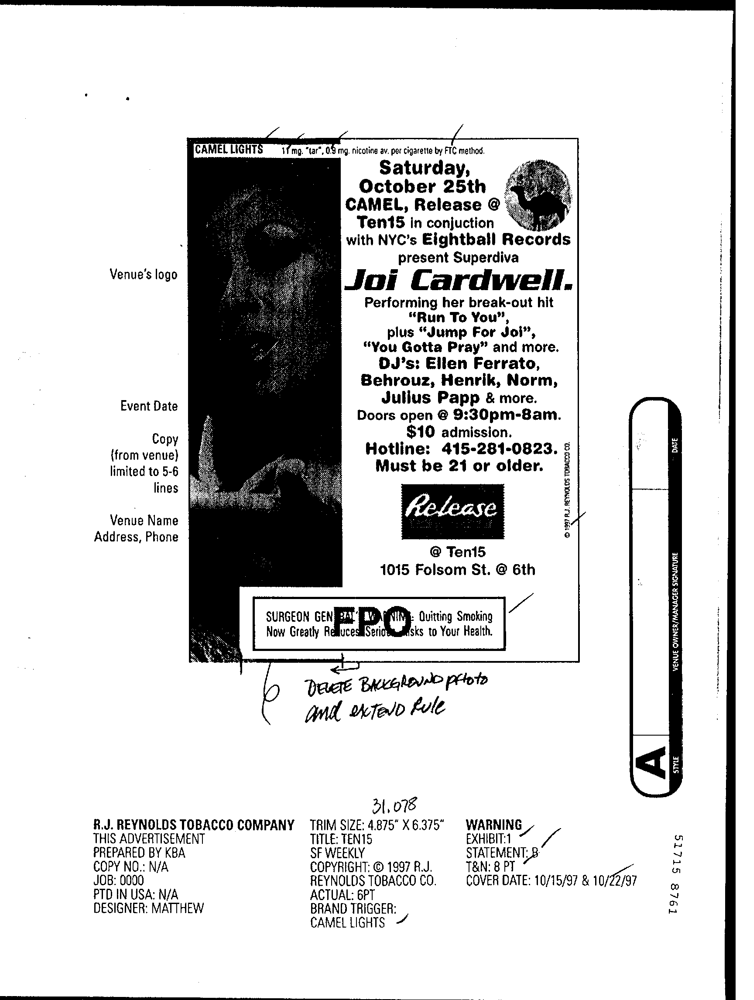 CAMEL LIGHTS 11 mg. "tar", 0.9 mg. nicotine av. per cigarette by FTC method.
Saturday,
October 25th
CAMEL, Release @
Ten15 in conjuction
with NYC's Eightball Records
present Superdiva
Joi Cardwell.
Performing her break-out hit
"Run To You",
plus "Jump For Joi",
"You Gotta Pray" and more.
DJ's: Ellen Ferrato,
Behrouz, Henrik, Norm,
Julius Papp & more.
Doors open @ 9:30pm-8am.
$10 admission.
Hotline: 415-281-0823.
Must be 21 or older.
Release
@ Ten15
1015 Folsom St. @ 6th
© 1997 R.J. REYNOLDS TOBACCO CO.
SURGEON GENERAL'S WARNING: Quitting Smoking
Now Greatly Reduces Serious Risks to Your Health.
FPO
Venue's logo
Event Date
Copy
(from venue)
limited to 5-6
lines
Venue Name
Address, Phone
DELETE BACKGROUND PHOTO
and EXTEND RULE
DATE
VENUE OWNER/MANAGER SIGNATURE
STYLE
A
31,078
R.J. REYNOLDS TOBACCO COMPANY
THIS ADVERTISEMENT
PREPARED BY KBA
COPY NO.: N/A
JOB: 0000
PTD IN USA: N/A
DESIGNER: MATTHEW
TRIM SIZE: 4.875" X 6.375"
TITLE: TEN15
SF WEEKLY
COPYRIGHT: © 1997 R.J.
REYNOLDS TOBACCO CO.
ACTUAL: 6PT
BRAND TRIGGER:
CAMEL LIGHTS
WARNING
EXHIBIT:1
STATEMENT: B
T&N: 8 PT
COVER DATE: 10/15/97 & 10/22/97
51715 8761